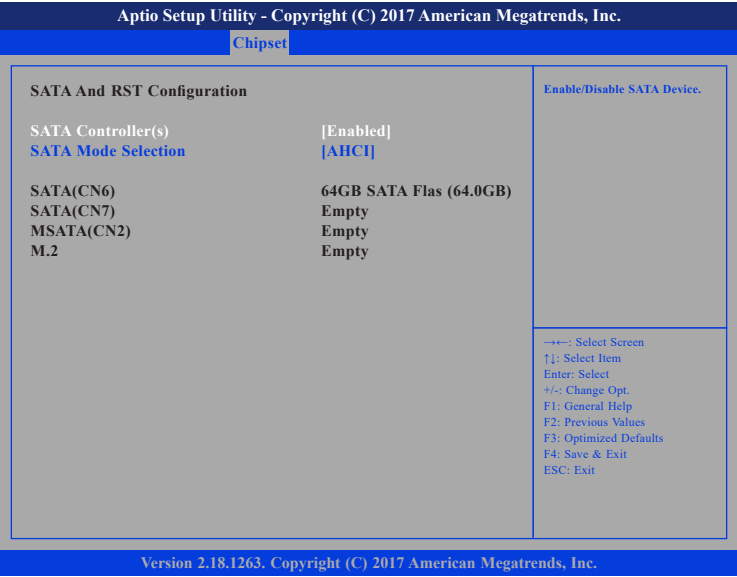 Aptio Setup Utility - Copyright (C) 2017 American Megatrends, Inc.
Chipset
SATA And RST Configuration
SATA Controller(s) [Enabled]
SATA Mode Selection [AHCI]
SATA(CN6) 64GB SATA Flas (64.0GB)
SATA(CN7) Empty
MSATA(CN2) Empty
M.2 Empty
Enable/Disable SATA Device.
→←: Select Screen
↑↓: Select Item
Enter: Select
+/-: Change Opt.
F1: General Help
F2: Previous Values
F3: Optimized Defaults
F4: Save & Exit
ESC: Exit
Version 2.18.1263. Copyright (C) 2017 American Megatrends, Inc.